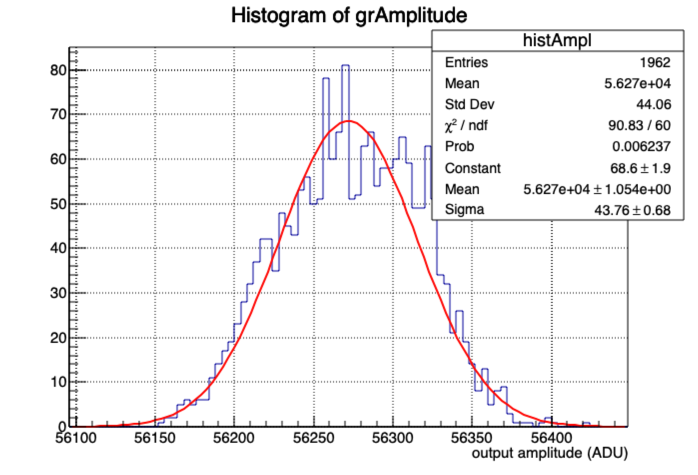 Histogram of grAmplitude
histAmpl
Entries 1962
Mean 5.627e+04
Std Dev 44.06
χ² / ndf 90.83 / 60
Prob 0.006237
Constant 68.6 ± 1.9
Mean 5.627e+04 ± 1.054e+00
Sigma 43.76 ± 0.68
80
70
60
50
40
30
20
10
0
56100 56150 56200 56250 56300 56350 56400
output amplitude (ADU)